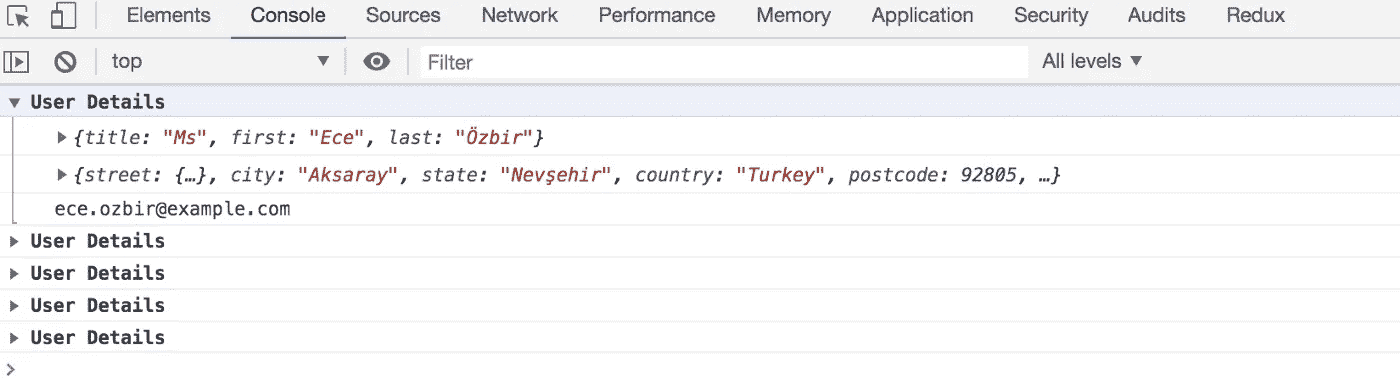 Elements Console Sources Network Performance Memory Application Security Audits Redux
top Filter All levels
User Details
{title: "Ms", first: "Ece", last: "Özbir"}
{street: {…}, city: "Aksaray", state: "Nevşehir", country: "Turkey", postcode: 92805, …}
ece.ozbir@example.com
User Details
User Details
User Details
User Details
>